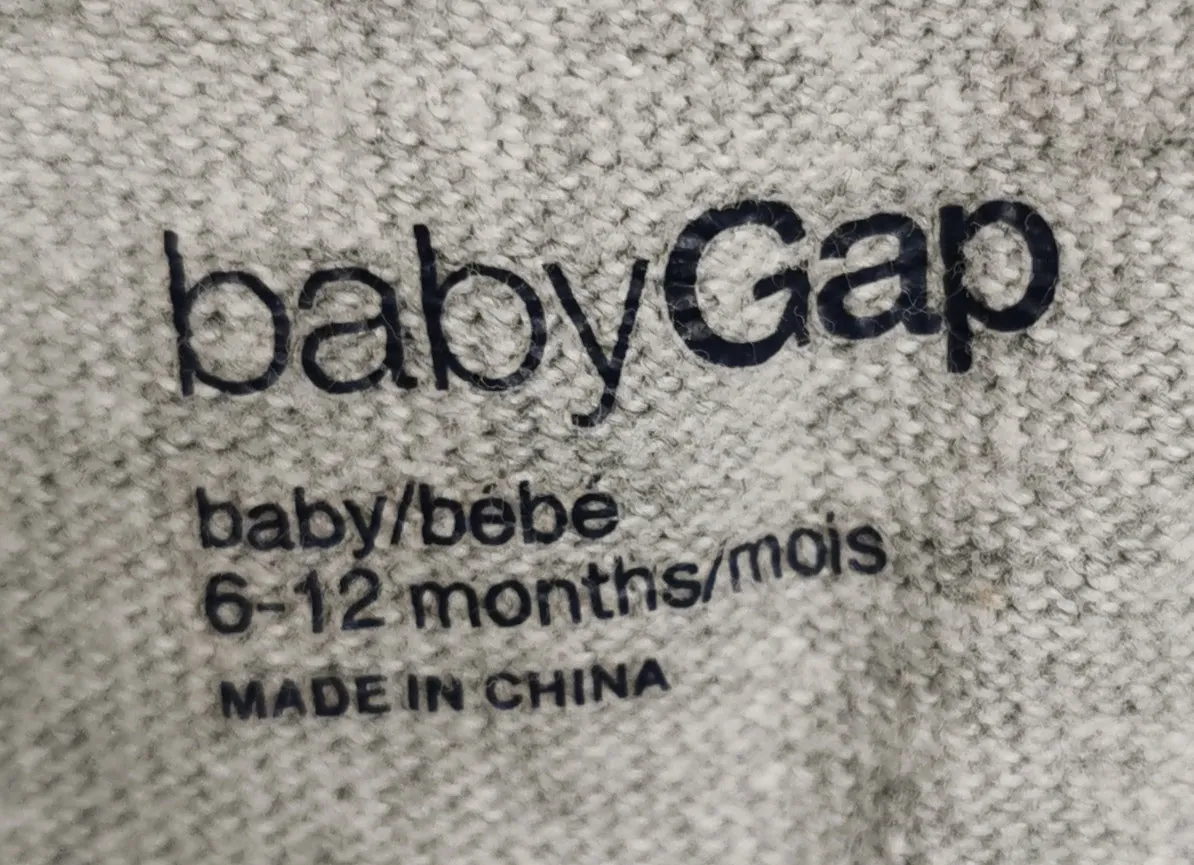 babyGap
baby/bébé
6-12 months/mois
MADE IN CHINA